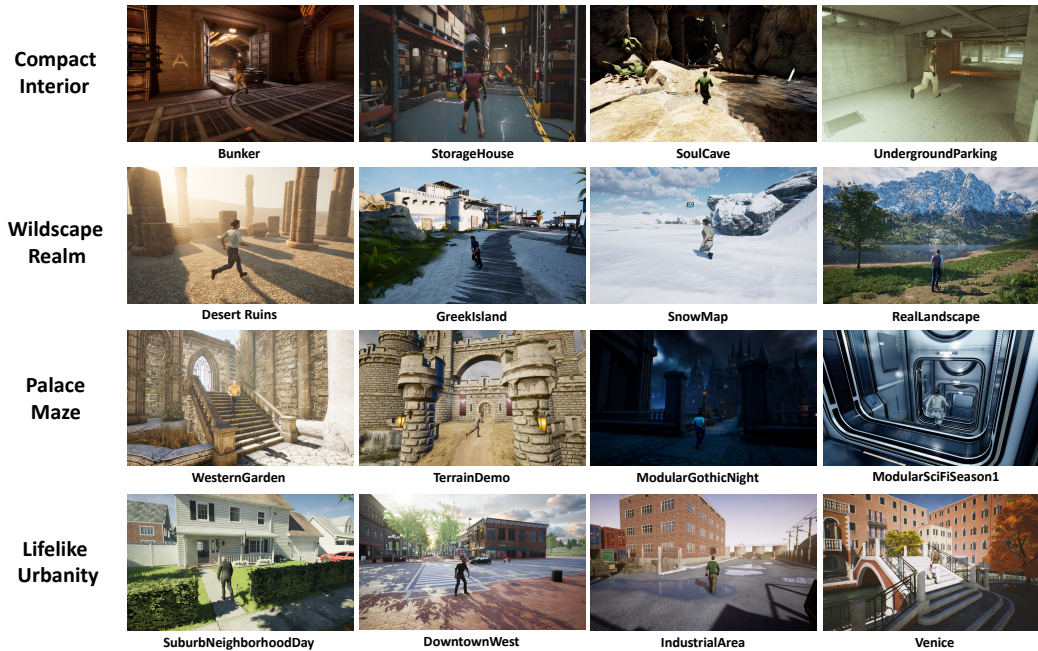 Compact
Interior
A
Bunker
StorageHouse
SoulCave
UndergroundParking
Wildscape
Realm
Desert Ruins
GreekIsland
SnowMap
RealLandscape
Palace
Maze
WesternGarden
TerrainDemo
ModularGothicNight
ModularSciFiSeason1
Lifelike
Urbanity
SuburbNeighborhoodDay
DowntownWest
IndustrialArea
Venice